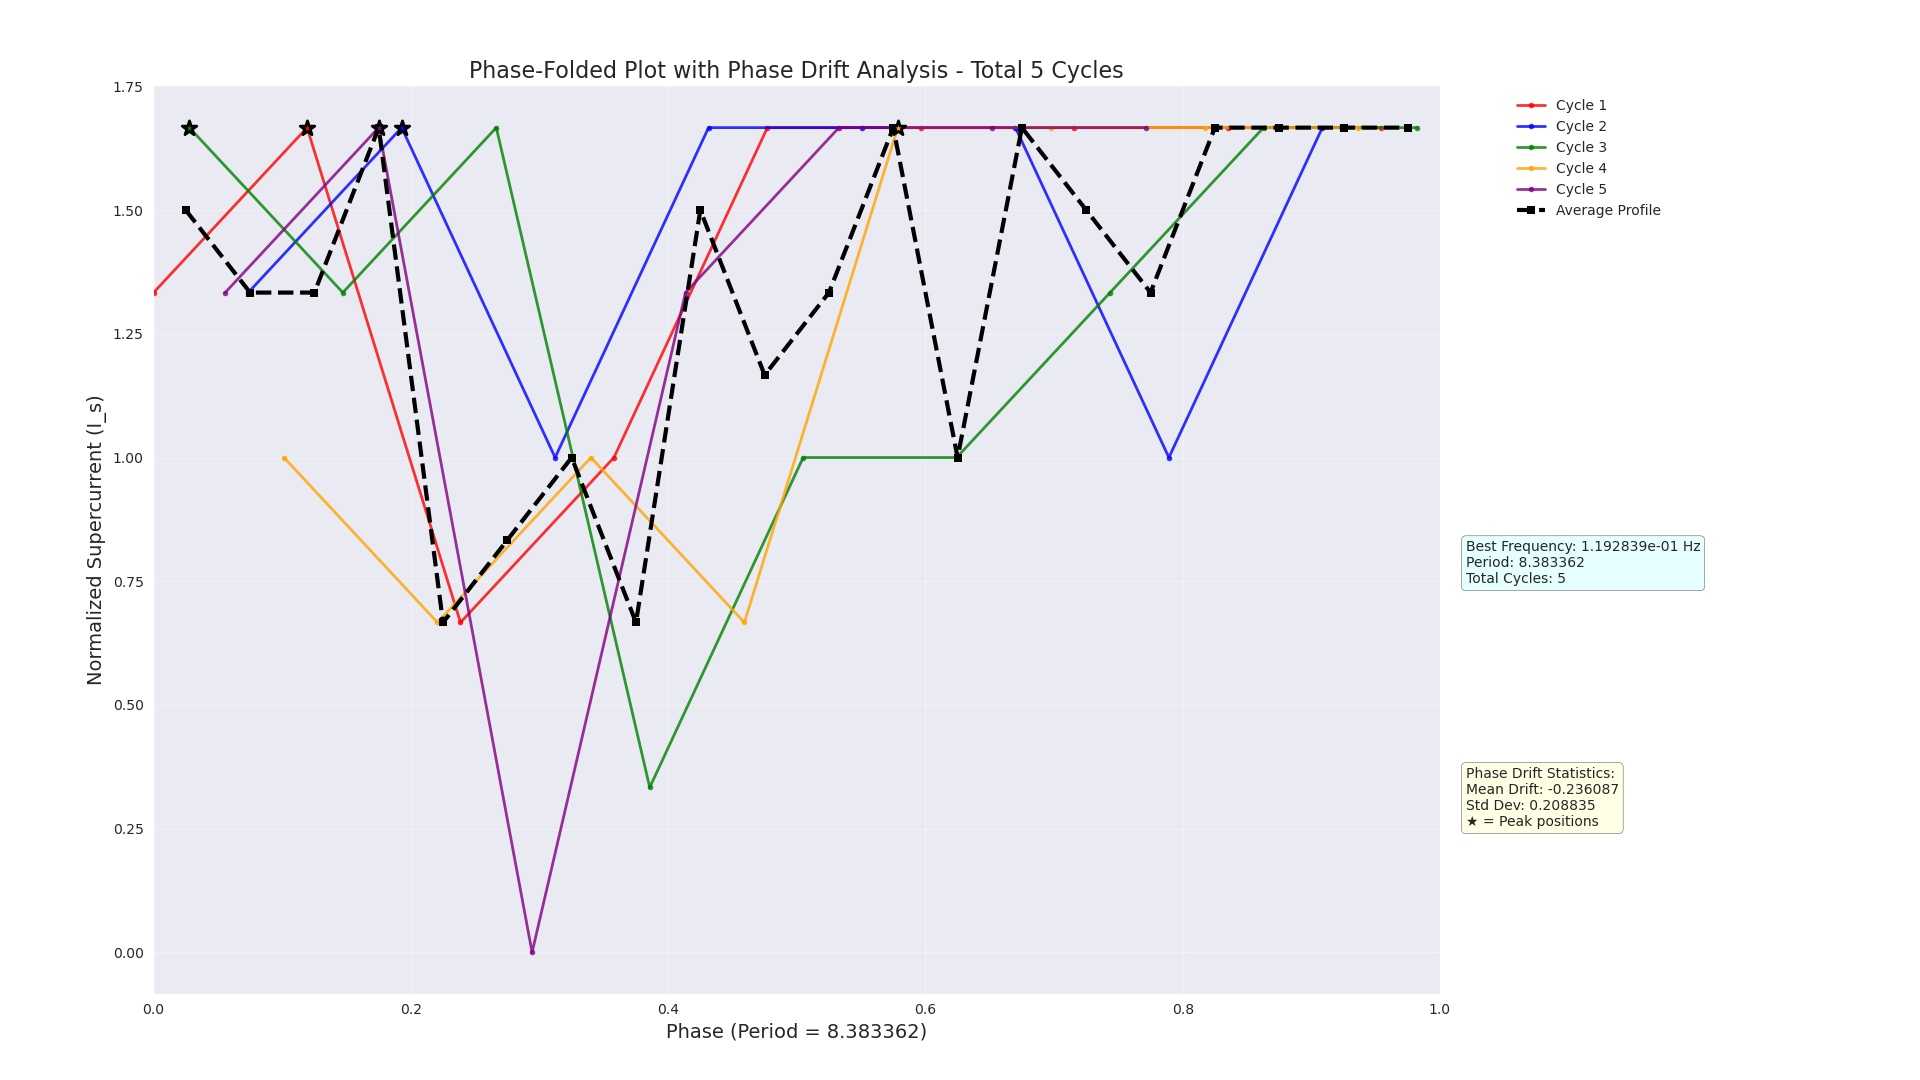 Phase-Folded Plot with Phase Drift Analysis - Total 5 Cycles
Normalized Supercurrent (I_s)
1.75
1.50
1.25
1.00
0.75
0.50
0.25
0.00
0.0
0.2
0.4
0.6
0.8
1.0
Phase (Period = 8.383362)
Cycle 1
Cycle 2
Cycle 3
Cycle 4
Cycle 5
Average Profile
Best Frequency: 1.192839e-01 Hz
Period: 8.383362
Total Cycles: 5
Phase Drift Statistics:
Mean Drift: -0.236087
Std Dev: 0.208835
★ = Peak positions